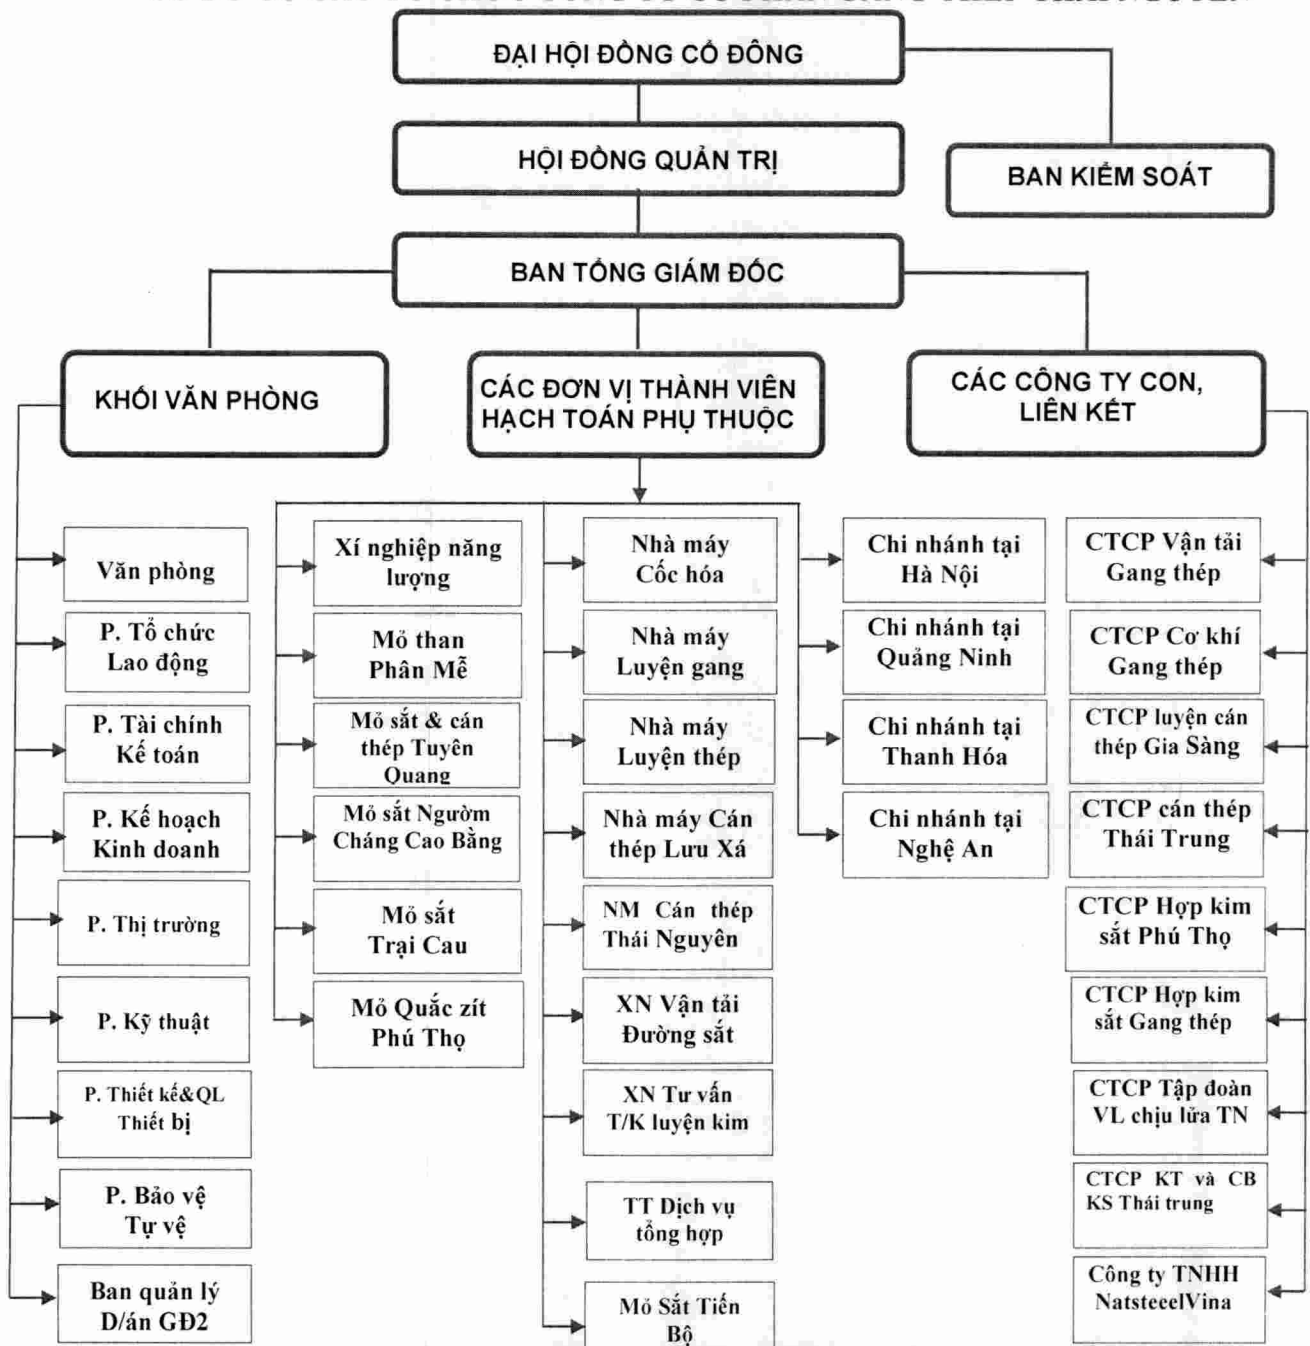 ĐẠI HỘI ĐỒNG CỔ ĐÔNG
HỘI ĐỒNG QUẢN TRỊ
BAN KIỂM SOÁT
BAN TỔNG GIÁM ĐỐC
KHỐI VĂN PHÒNG
CÁC ĐƠN VỊ THÀNH VIÊN
HẠCH TOÁN PHỤ THUỘC
CÁC CÔNG TY CON,
LIÊN KẾT
Văn phòng
P. Tổ chức
Lao động
P. Tài chính
Kế toán
P. Kế hoạch
Kinh doanh
P. Thị trường
P. Kỹ thuật
P. Thiết kế&QL
Thiết bị
P. Bảo vệ
Tự vệ
Ban quản lý
D/án GĐ2
Xí nghiệp năng
lượng
Mỏ than
Phân Mễ
Mỏ sắt & cán
thép Tuyên
Quang
Mỏ sắt Ngườm
Cháng Cao Bằng
Mỏ sắt
Trại Cau
Mỏ Quắc zít
Phú Thọ
Nhà máy
Cốc hóa
Nhà máy
Luyện gang
Nhà máy
Luyện thép
Nhà máy Cán
thép Lưu Xá
NM Cán thép
Thái Nguyên
XN Vận tải
Đường sắt
XN Tư vấn
T/K luyện kim
TT Dịch vụ
tổng hợp
Mỏ Sắt Tiến
Bộ
Chi nhánh tại
Hà Nội
Chi nhánh tại
Quảng Ninh
Chi nhánh tại
Thanh Hóa
Chi nhánh tại
Nghệ An
CTCP Vận tải
Gang thép
CTCP Cơ khí
Gang thép
CTCP luyện cán
thép Gia Sàng
CTCP cán thép
Thái Trung
CTCP Hợp kim
sắt Phú Thọ
CTCP Hợp kim
sắt Gang thép
CTCP Tập đoàn
VL chịu lửa TN
CTCP KT và CB
KS Thái trung
Công ty TNHH
NatsteeelVina